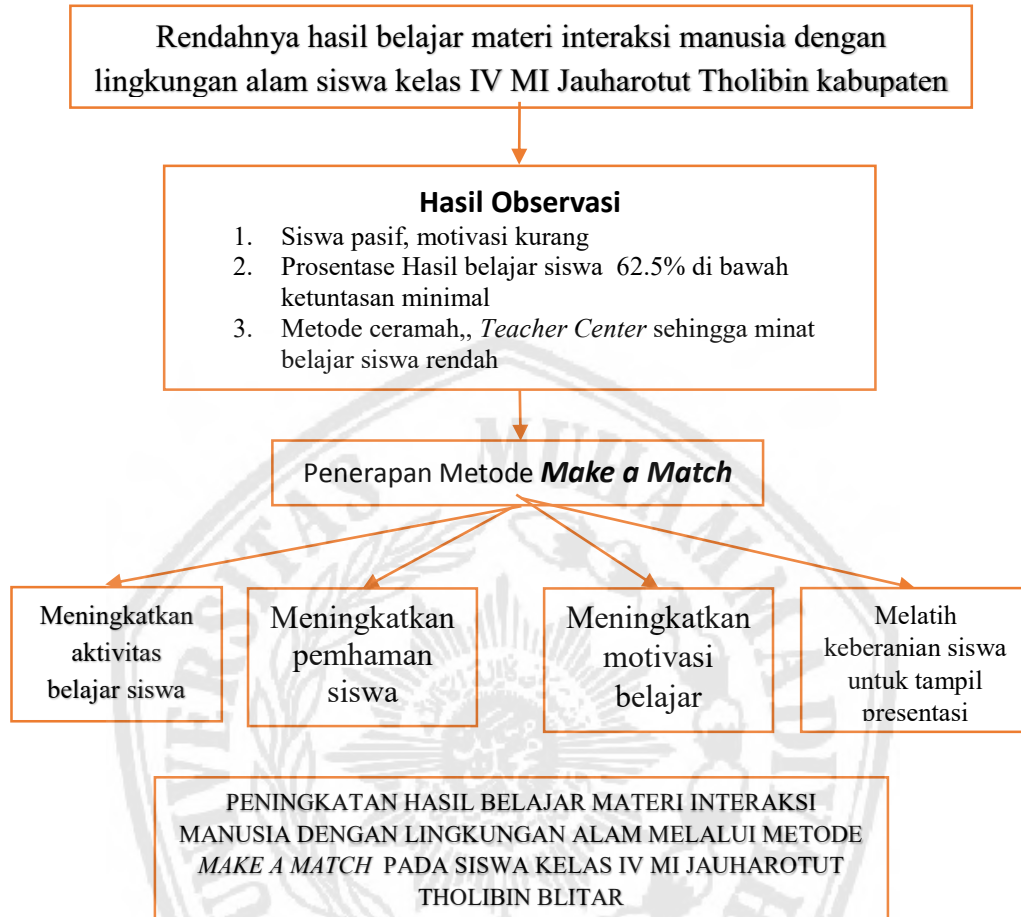 Rendahnya hasil belajar materi interaksi manusia dengan
lingkungan alam siswa kelas IV MI Jauharotut Tholibin kabupaten
Hasil Observasi
1. Siswa pasif, motivasi kurang
2. Prosentase Hasil belajar siswa 62.5% di bawah
ketuntasan minimal
3. Metode ceramah,, Teacher Center sehingga minat
belajar siswa rendah
Penerapan Metode Make a Match
Meningkatkan
aktivitas
belajar siswa
Meningkatkan
pemhaman
siswa
Meningkatkan
motivasi
belajar
Melatih
keberanian siswa
untuk tampil
presentasi
PENINGKATAN HASIL BELAJAR MATERI INTERAKSI
MANUSIA DENGAN LINGKUNGAN ALAM MELALUI METODE
MAKE A MATCH PADA SISWA KELAS IV MI JAUHAROTUT
THOLIBIN BLITAR